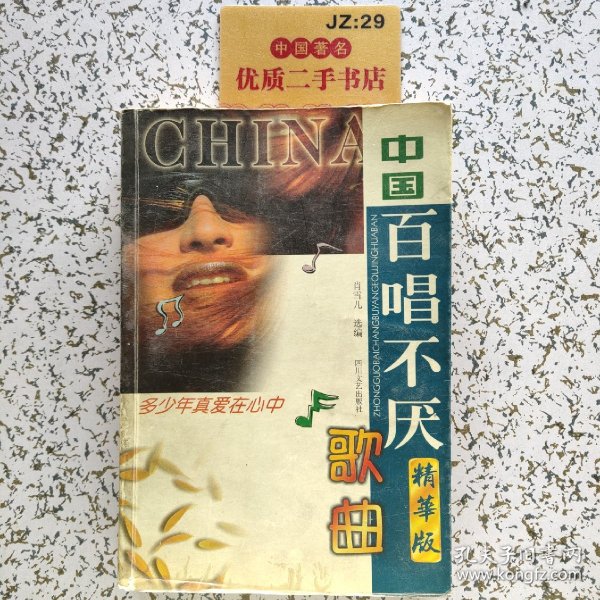 JZ:29
中国著名
优质二手书店
CHINA
中国
百唱不厌
ZHONGGUOBAICHANGBUYANGEQUJINGHUABAN
肖雪儿 选编
四川文艺出版社
多少年真爱在心中
歌曲
精華版
孔夫子旧书网
kongfz.com